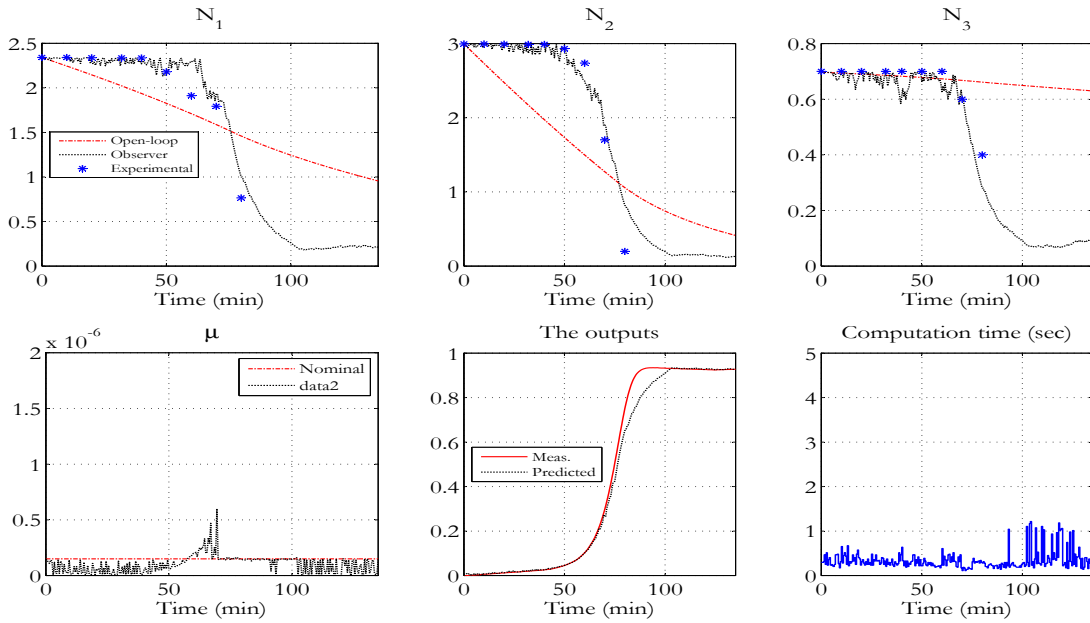 N1
2.5
2
1.5
1
0.5
0
0
50
100
Time (min)
Open-loop
Observer
Experimental
N2
3
2
1
0
0
50
100
Time (min)
N3
0.8
0.6
0.4
0.2
0
0
50
100
Time (min)
μ
x 10-6
2
1.5
1
0.5
0
0
50
100
Time (min)
Nominal
data2
The outputs
1
0.8
0.6
0.4
0.2
0
0
50
100
Time (min)
Meas.
Predicted
Computation time (sec)
5
4
3
2
1
0
0
50
100
Time (min)